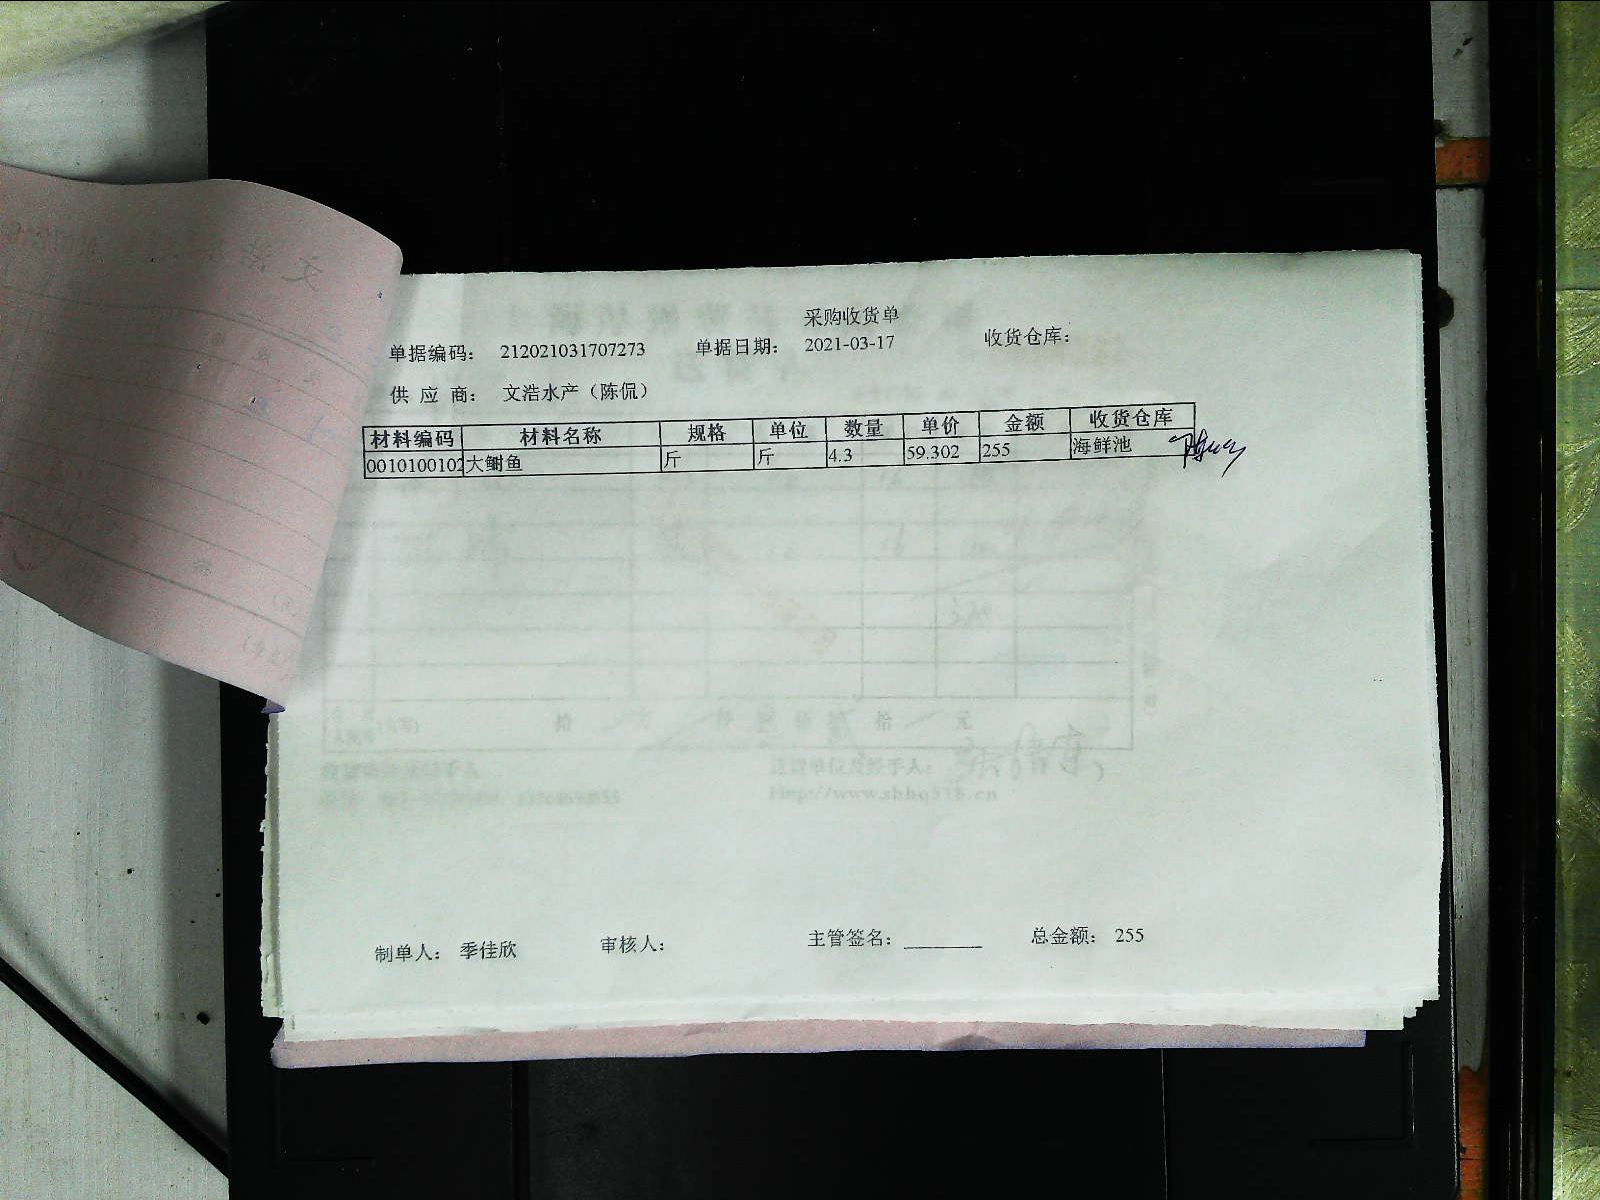 采购收货单
单据编码： 212021031707273 单据日期： 2021-03-17 收货仓库：
供 应 商： 文浩水产（陈侃）
材料编码 材料名称 规格 单位 数量 单价 金额 收货仓库
0010100102 大鲥鱼 斤 斤 4.3 59.302 255 海鲜池
制单人： 季佳欣 审核人： 主管签名： 总金额： 255